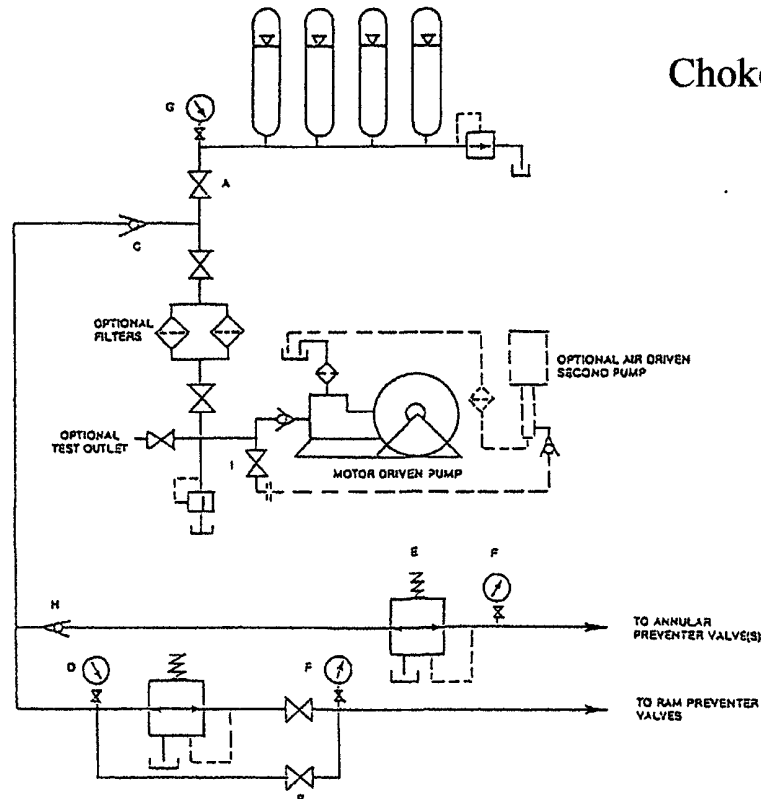 G
A
C
OPTIONAL
FILTERS
OPTIONAL AIR DRIVEN
SECOND PUMP
OPTIONAL
TEST OUTLET
I
MOTOR DRIVEN PUMP
E
F
H
TO ANNULAR
PREVENTER VALVE(S)
D
F
TO RAM PREVENTER
VALVES